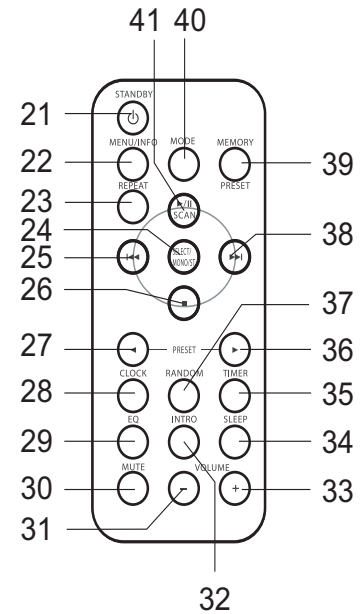 41 40
STANDBY
21
MENU/INFO MODE MEMORY
22 39
REPEAT PRESET
23
►/II
SCAN
24
SELECT/
MONO/ST.
25 38
26
37
27 ◄ PRESET ► 36
CLOCK RANDOM TIMER
28 35
EQ INTRO SLEEP
29 34
MUTE VOLUME
30 − + 33
31
32